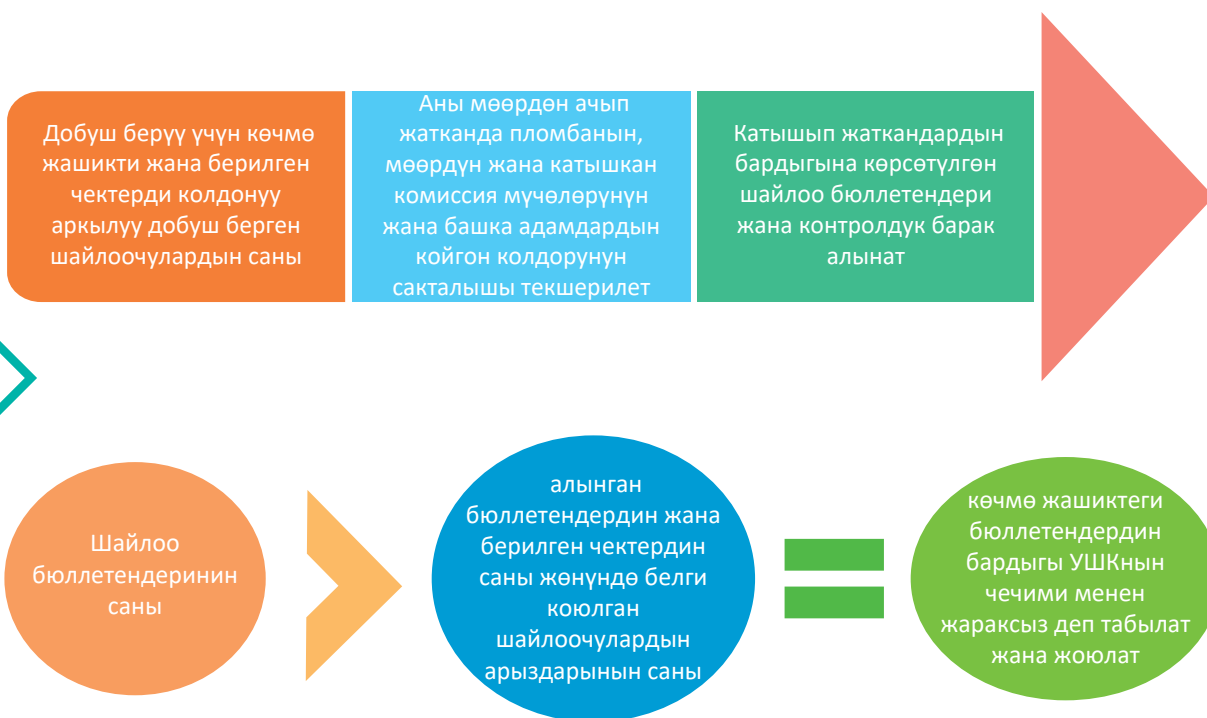 Добуш берүү үчүн көчмө
жашикти жана берилген
чектерди колдонуу
аркылуу добуш берген
шайлоочулардын саны
Аны мөөрдөн ачып
жатканда пломбанын,
мөөрдүн жана катышкан
комиссия мүчөлөрүнүн
жана башка адамдардын
койгон колдорунун
сакталышы текшерилет
Катышып жаткандардын
бардыгына көрсөтүлгөн
шайлоо бюллетендери
жана контролдук барак
алынат
Шайлоо
бюллетендеринин
саны
алынган
бюллетендердин жана
берилген чектердин
саны жөнүндө белги
коюлган
шайлоочулардын
арыздарынын саны
көчмө жашиктеги
бюллетендердин
бардыгы УШКнын
чечими менен
жараксыз деп табылат
жана жоюлат